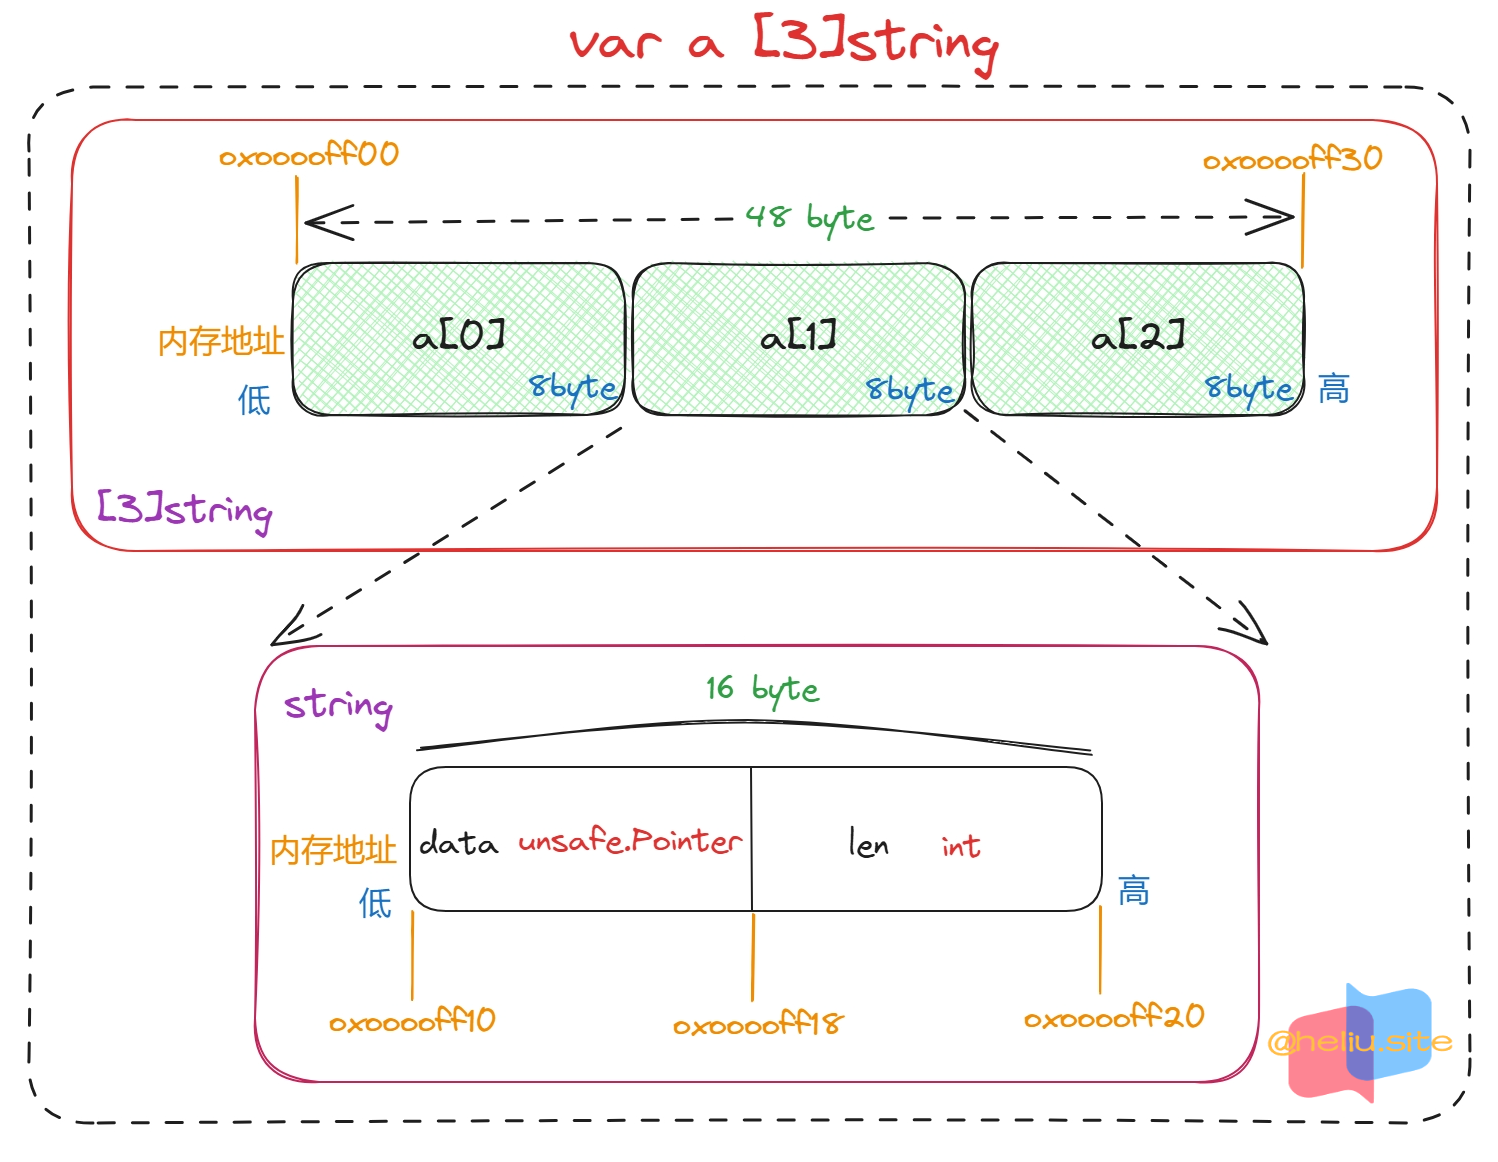 var a [3]string
0x0000ff00
0x0000ff30
48 byte
内存地址
a[0]
a[1]
a[2]
低
8byte
8byte
8byte
高
[3]string
string
16 byte
内存地址
data unsafe.Pointer
len int
低
高
0x0000ff10
0x0000ff18
0x0000ff20
@heliu.site